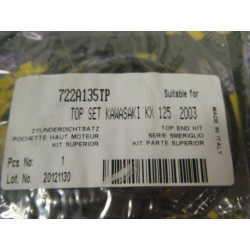 722A135TP Suitable for
TOP SET KAWASAKI KX 125 2003
ZYLINDERDICHTSATZ TOP END KIT
POCHETTE HAUT MOTEUR SERIE SMERIGLIO
KIT SUPERIOR KIT PARTE SUPERIOR
Pcs. No: 1
Lot. No: 20121130
MADE IN ITALY